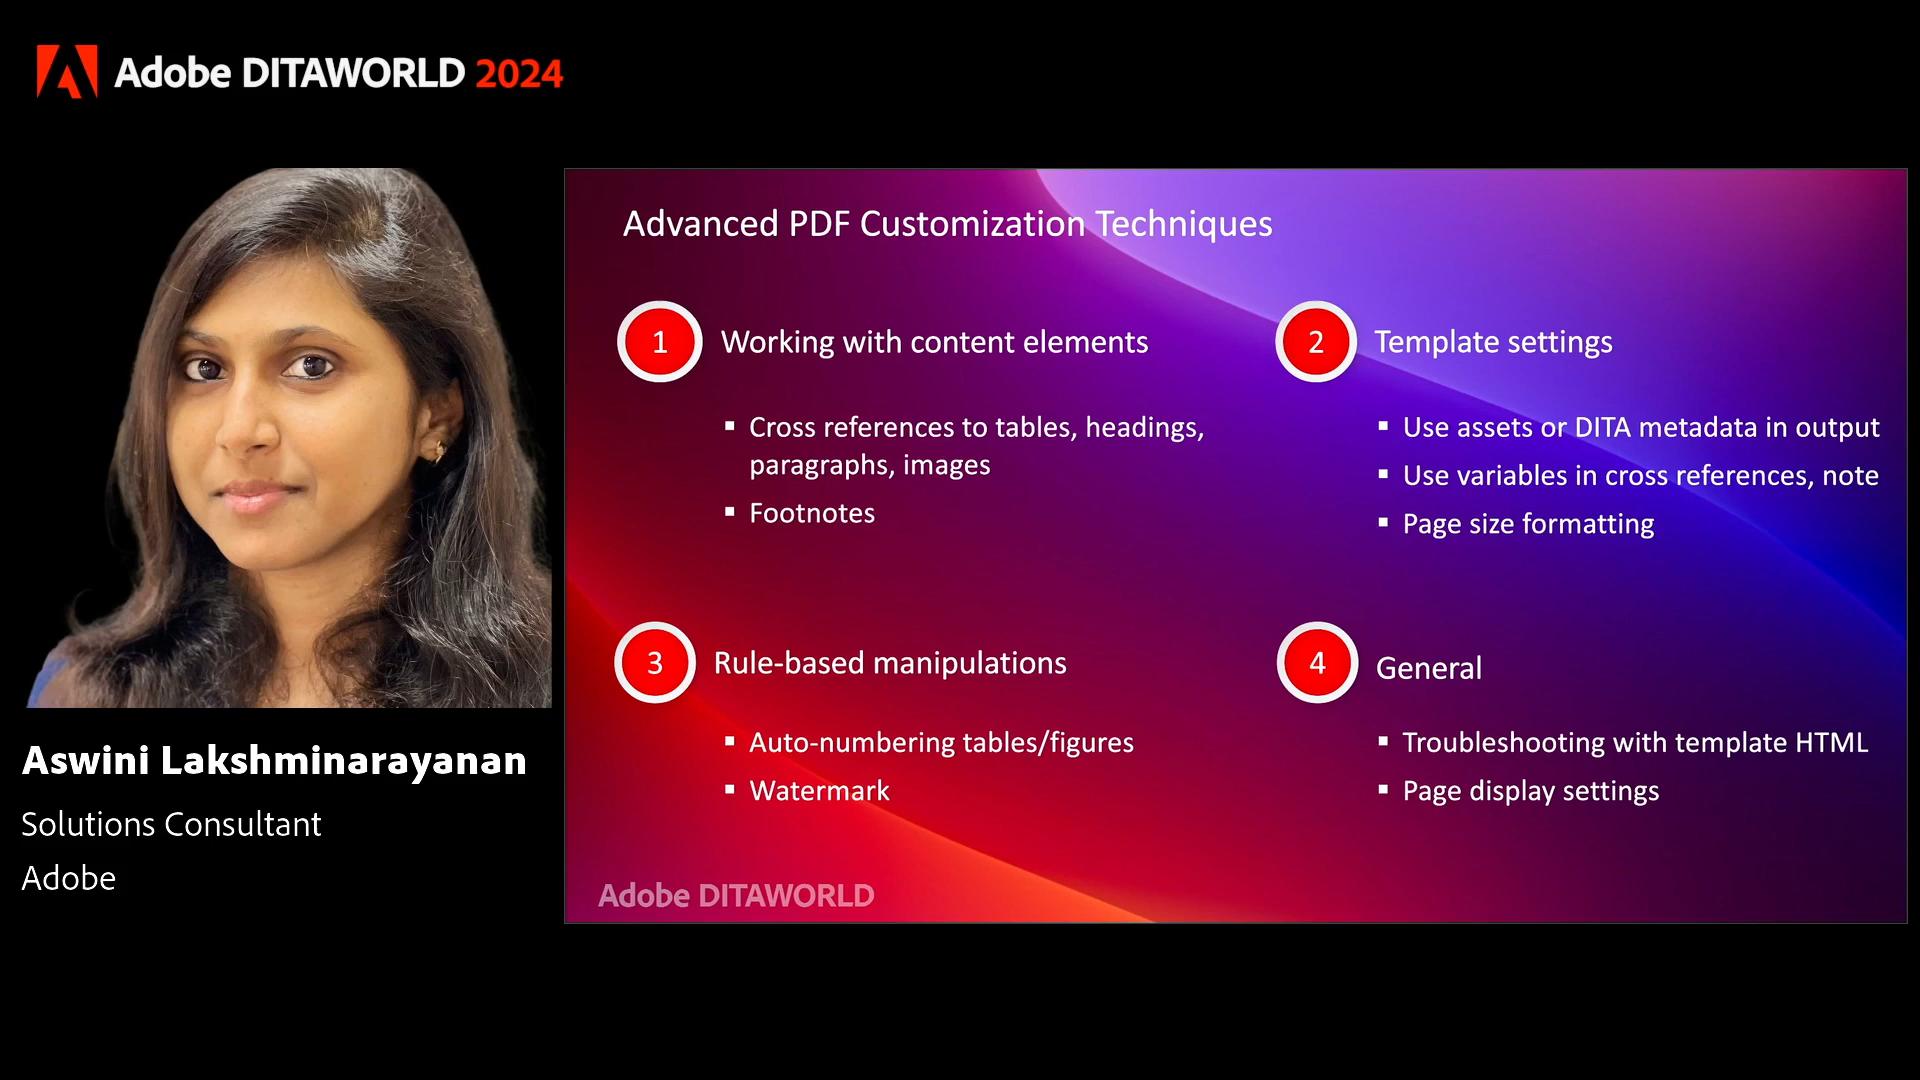 Adobe DITAWORLD 2024
Aswini Lakshminarayanan
Solutions Consultant
Adobe
Advanced PDF Customization Techniques
1 Working with content elements
▪ Cross references to tables, headings,
paragraphs, images
▪ Footnotes
2 Template settings
▪ Use assets or DITA metadata in output
▪ Use variables in cross references, note
▪ Page size formatting
3 Rule-based manipulations
▪ Auto-numbering tables/figures
▪ Watermark
4 General
▪ Troubleshooting with template HTML
▪ Page display settings
Adobe DITAWORLD